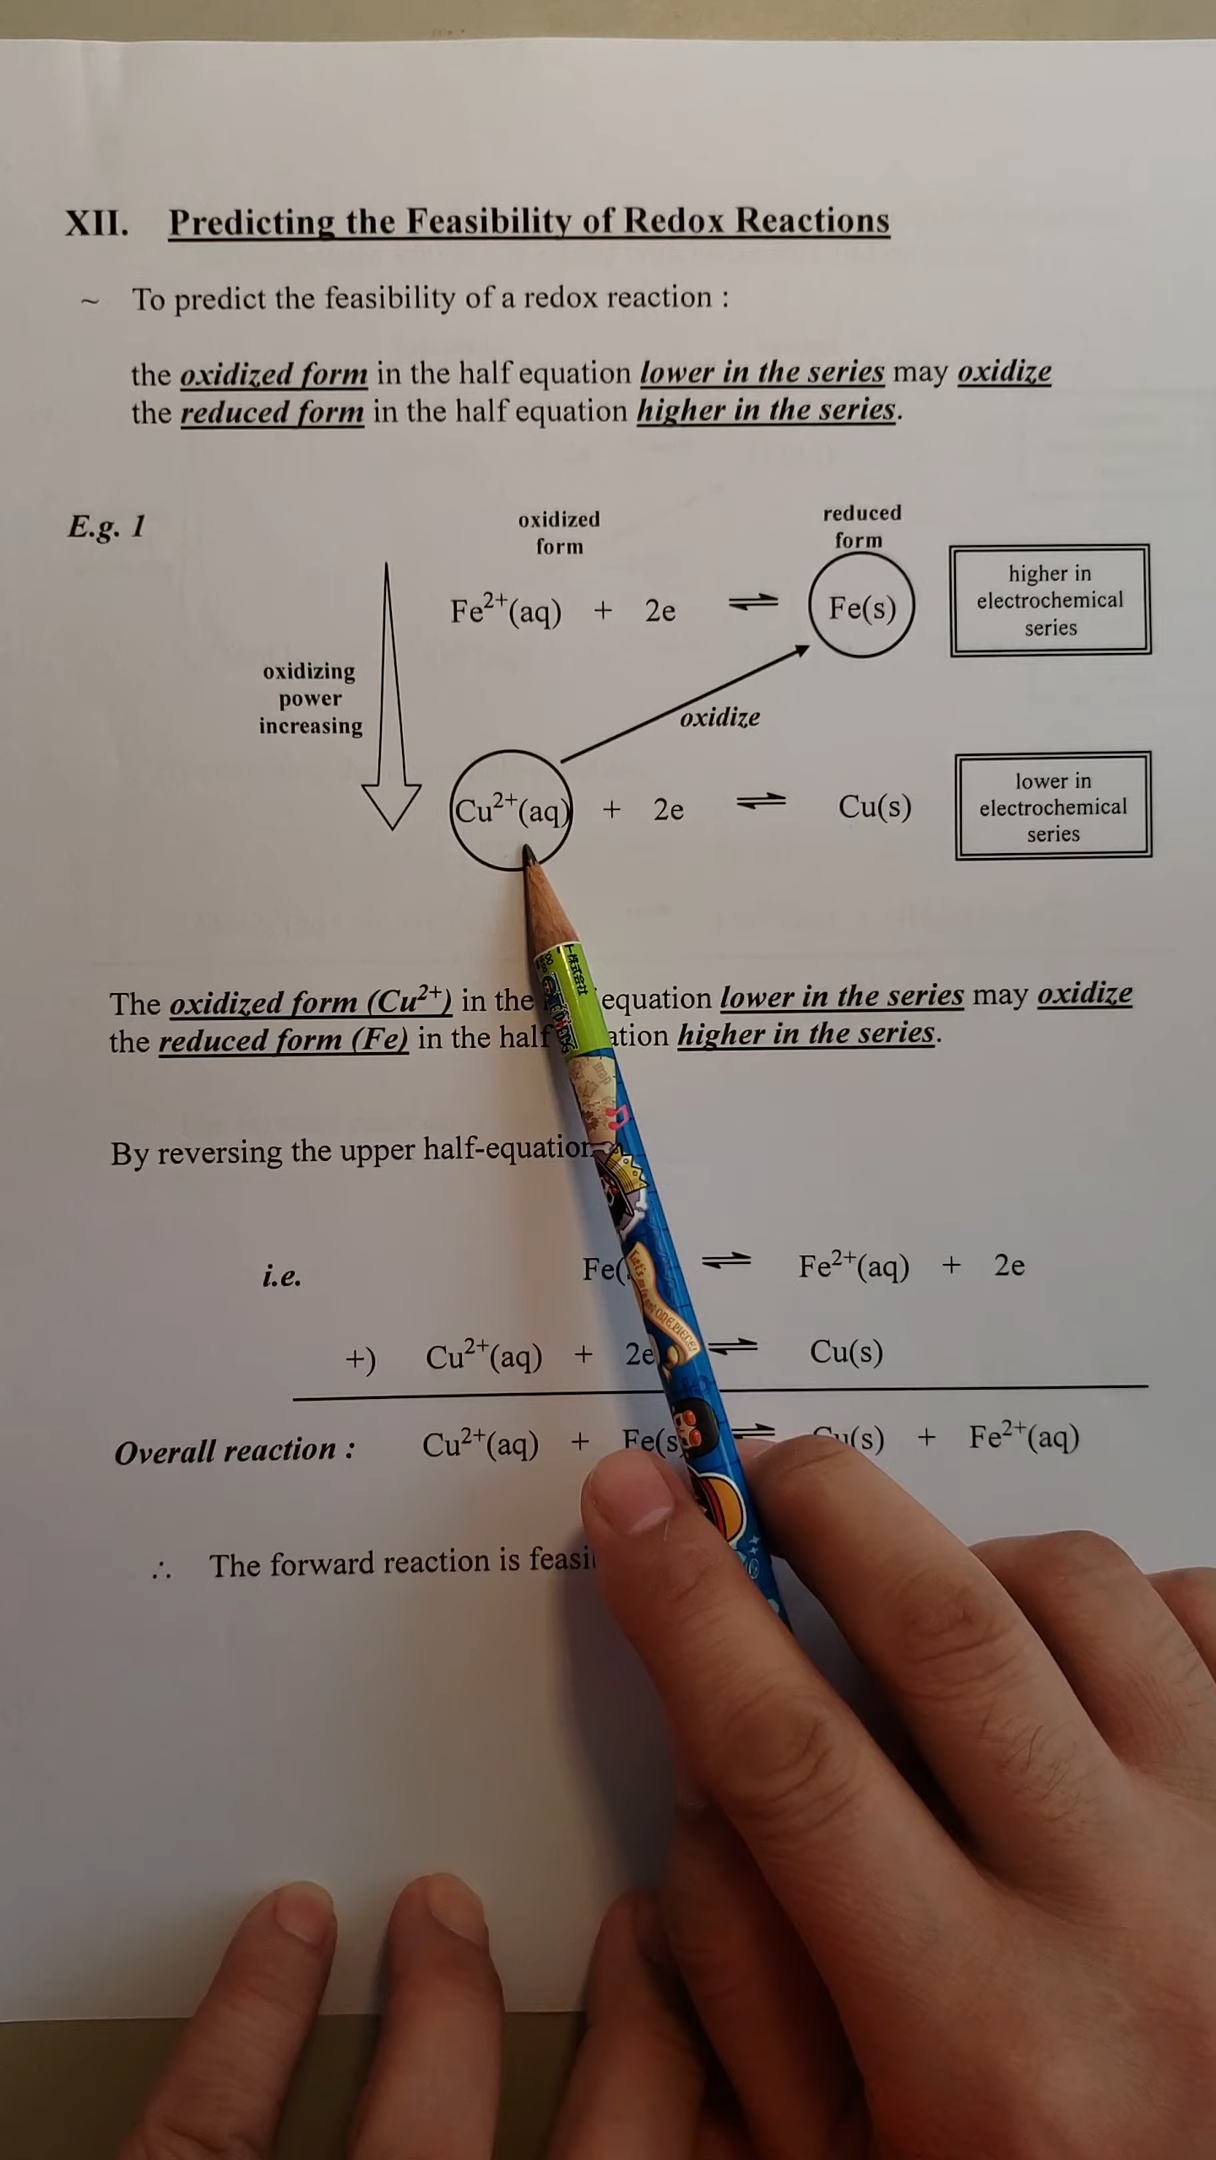 XII. Predicting the Feasibility of Redox Reactions
~ To predict the feasibility of a redox reaction :
the oxidized form in the half equation lower in the series may oxidize
the reduced form in the half equation higher in the series.
E.g. 1
oxidized
form
reduced
form
Fe²⁺(aq) + 2e ⇌ Fe(s)
higher in
electrochemical
series
oxidizing
power
increasing
oxidize
Cu²⁺(aq) + 2e ⇌ Cu(s)
lower in
electrochemical
series
The oxidized form (Cu²⁺) in the equation lower in the series may oxidize
the reduced form (Fe) in the half higher in the series.
By reversing the upper half-equation
i.e. Fe( ⇌ Fe²⁺(aq) + 2e
+) Cu²⁺(aq) + 2e ⇌ Cu(s)
Overall reaction : Cu²⁺(aq) + Fe(s ⇌ Cu(s) + Fe²⁺(aq)
∴ The forward reaction is
株式会社